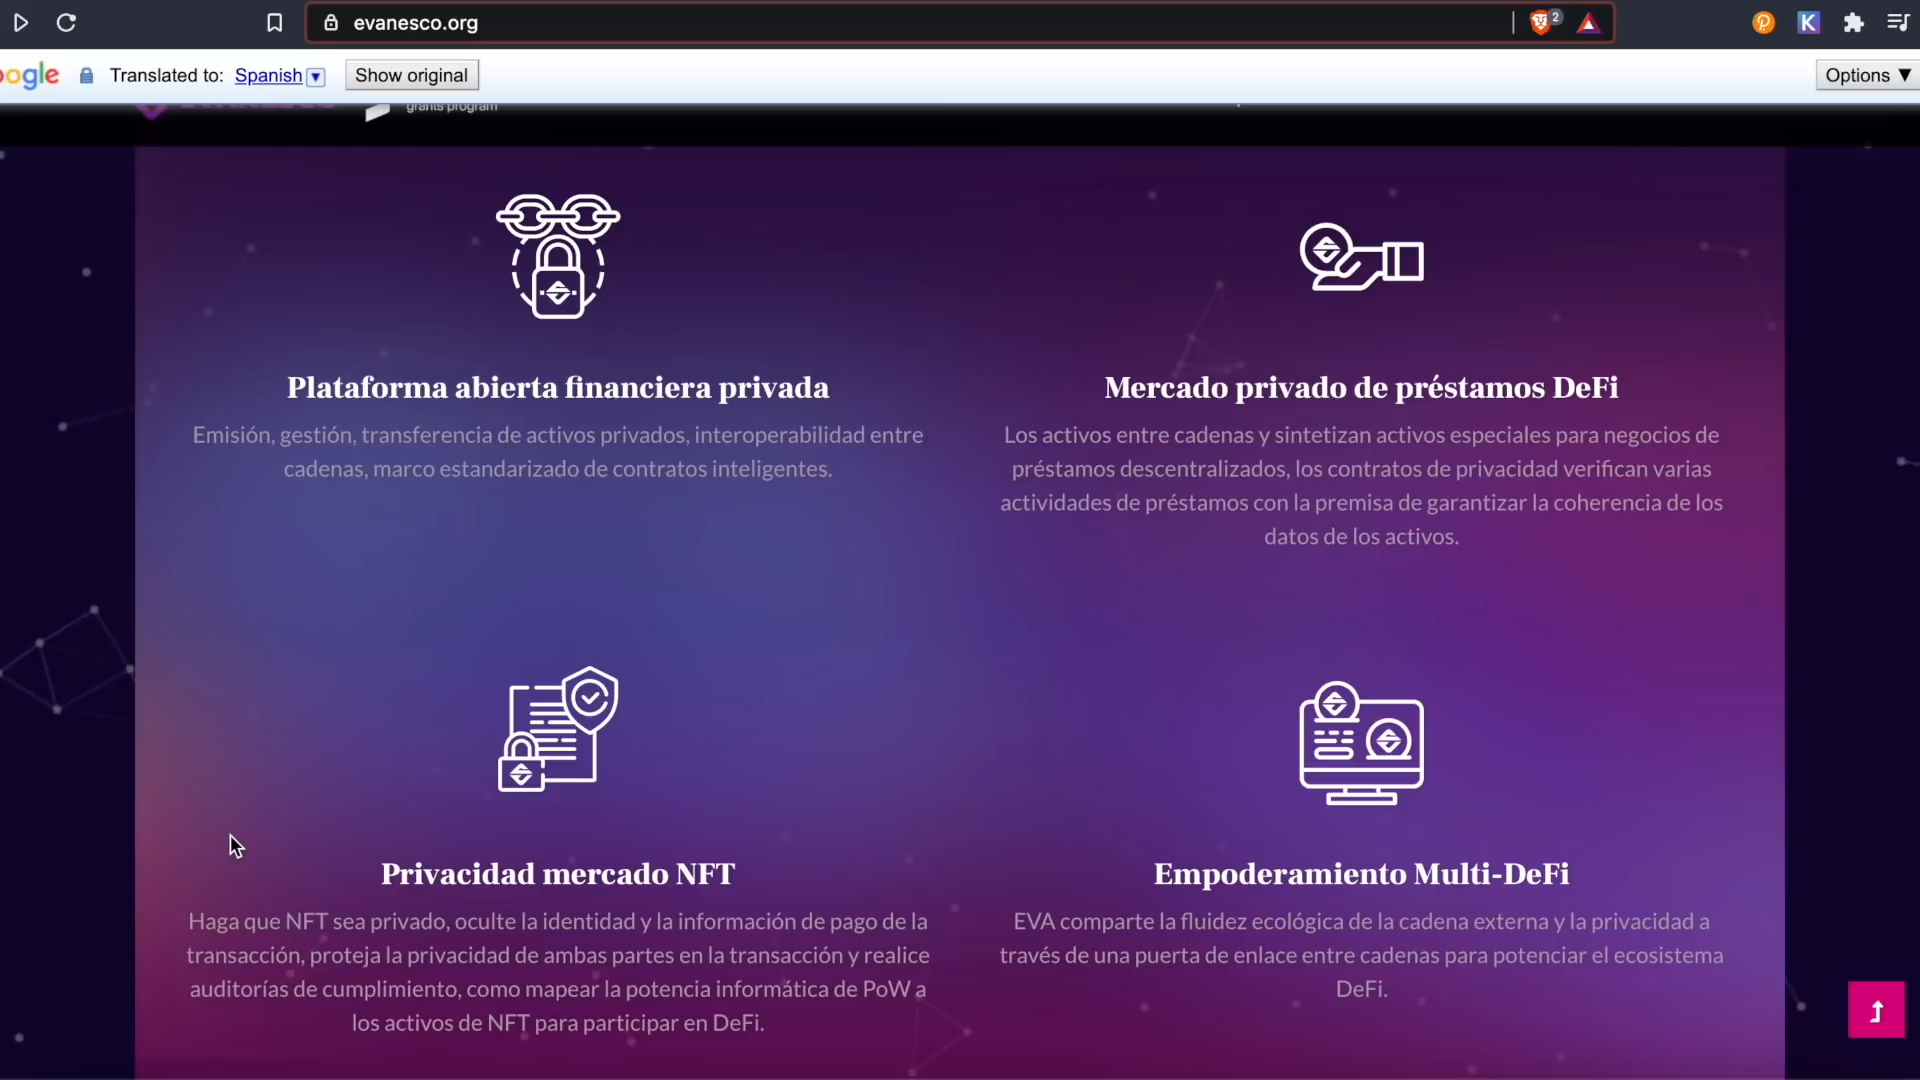 evanesco.org
2
oogle Translated to: Spanish Show original Options
grants program
Plataforma abierta financiera privada
Emisión, gestión, transferencia de activos privados, interoperabilidad entre
cadenas, marco estandarizado de contratos inteligentes.
Mercado privado de préstamos DeFi
Los activos entre cadenas y sintetizan activos especiales para negocios de
préstamos descentralizados, los contratos de privacidad verifican varias
actividades de préstamos con la premisa de garantizar la coherencia de los
datos de los activos.
Privacidad mercado NFT
Haga que NFT sea privado, oculte la identidad y la información de pago de la
transacción, proteja la privacidad de ambas partes en la transacción y realice
auditorías de cumplimiento, como mapear la potencia informática de PoW a
los activos de NFT para participar en DeFi.
Empoderamiento Multi-DeFi
EVA comparte la fluidez ecológica de la cadena externa y la privacidad a
través de una puerta de enlace entre cadenas para potenciar el ecosistema
DeFi.